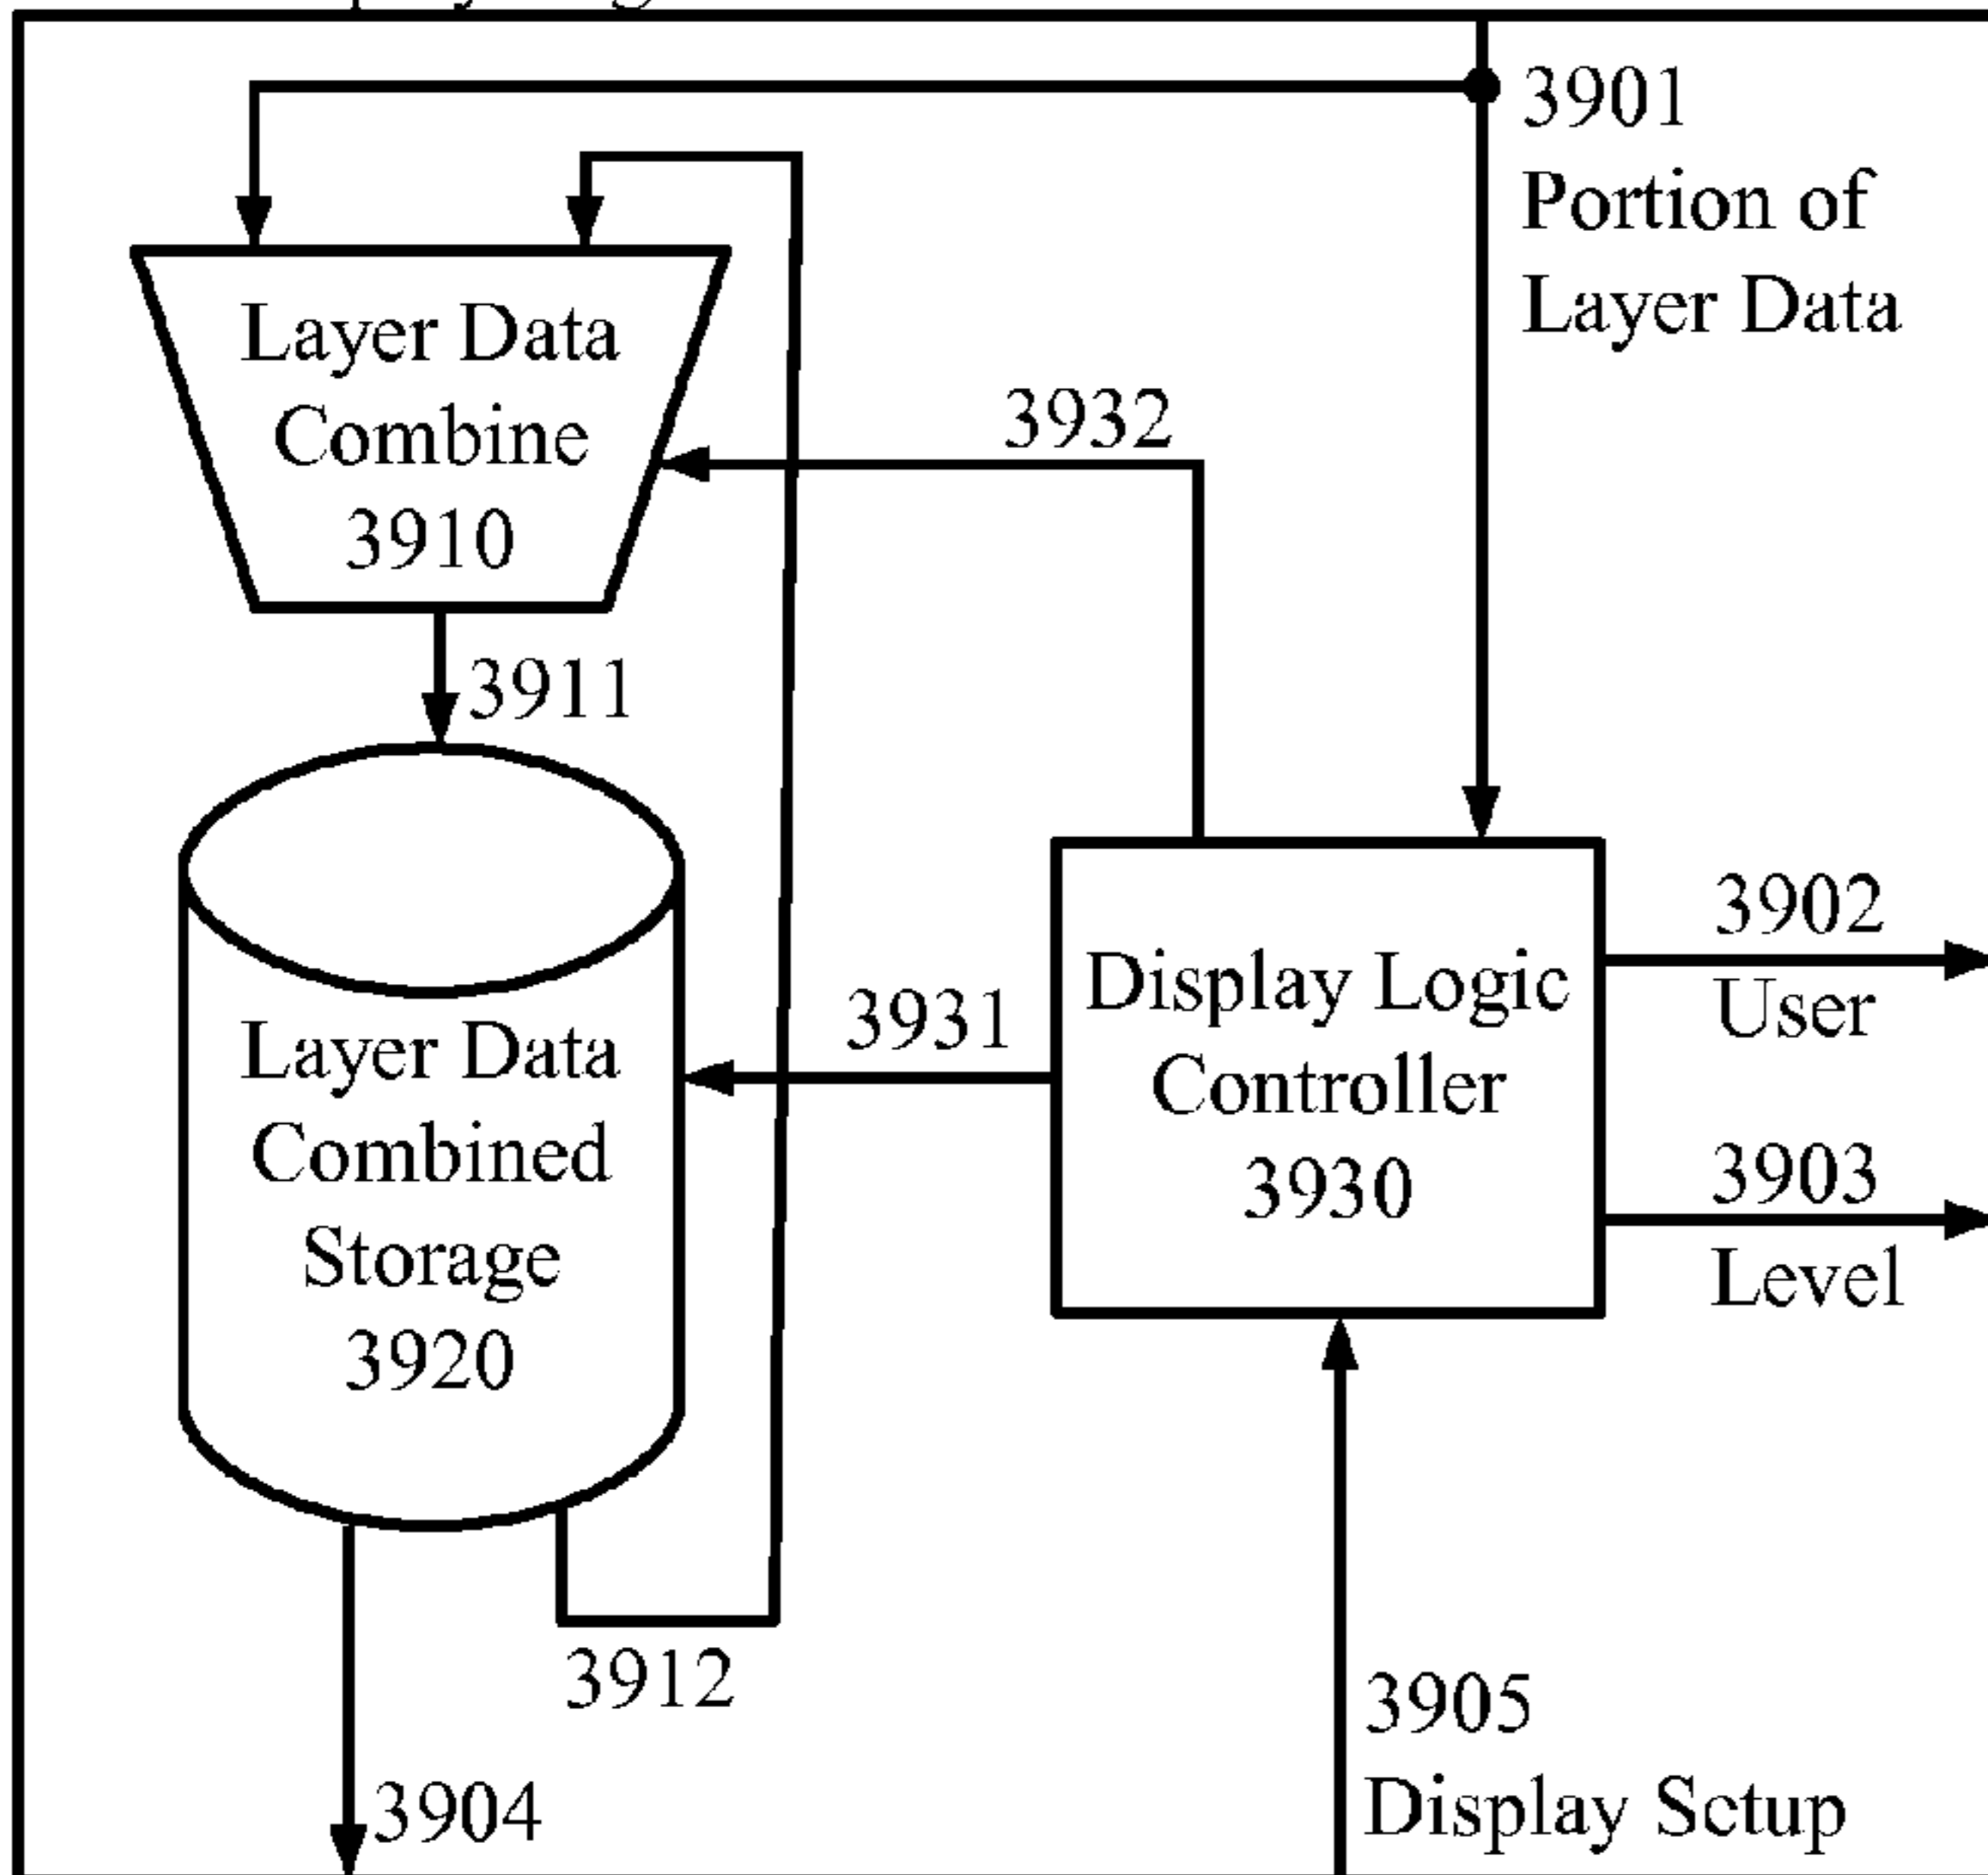 3901
Portion of
Layer Data
Layer Data
Combine
3910
3932
3911
3902
User
Display Logic
Controller
3930
3931
Layer Data
Combined
Storage
3920
3903
Level
3912
3905
Display Setup
3904